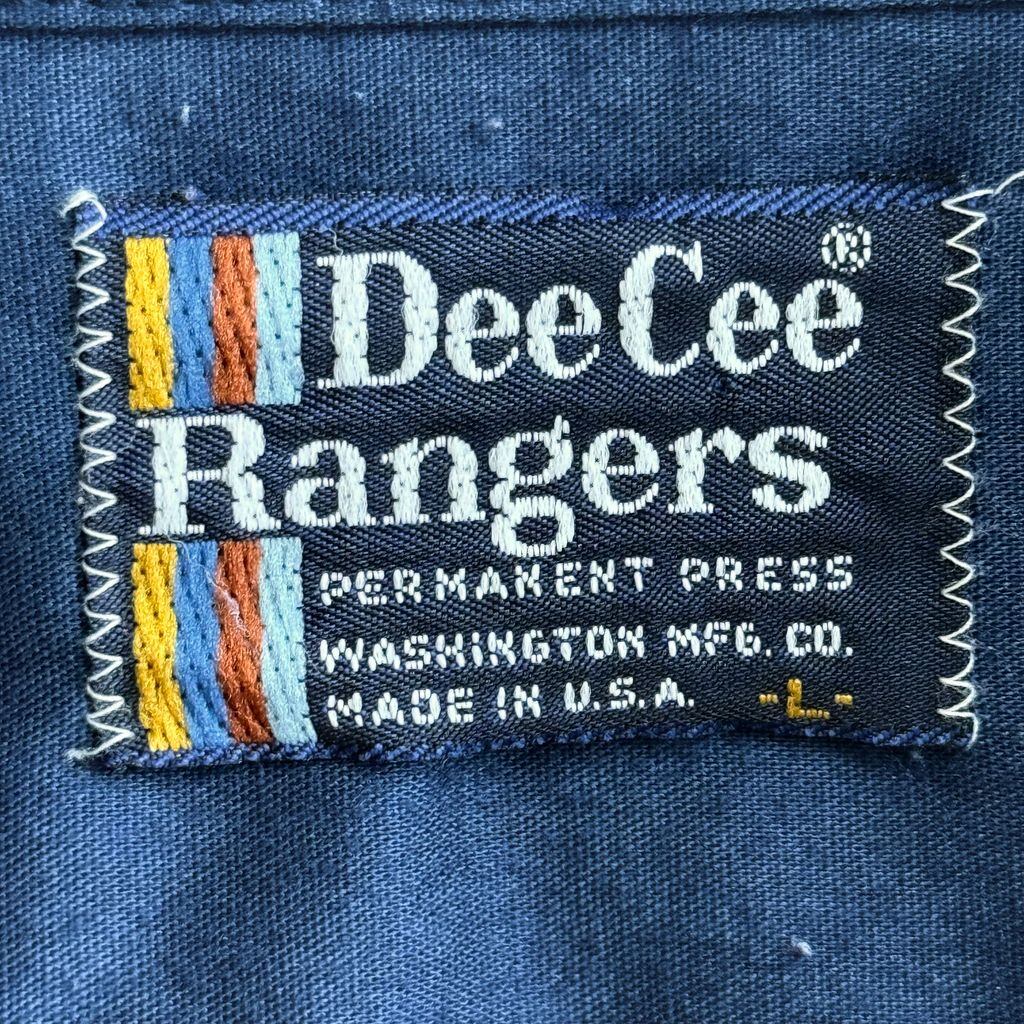 DeeCee®
Rangers
PERMANENT PRESS
WASHINGTON MFG. CO.
MADE IN U.S.A. -L-